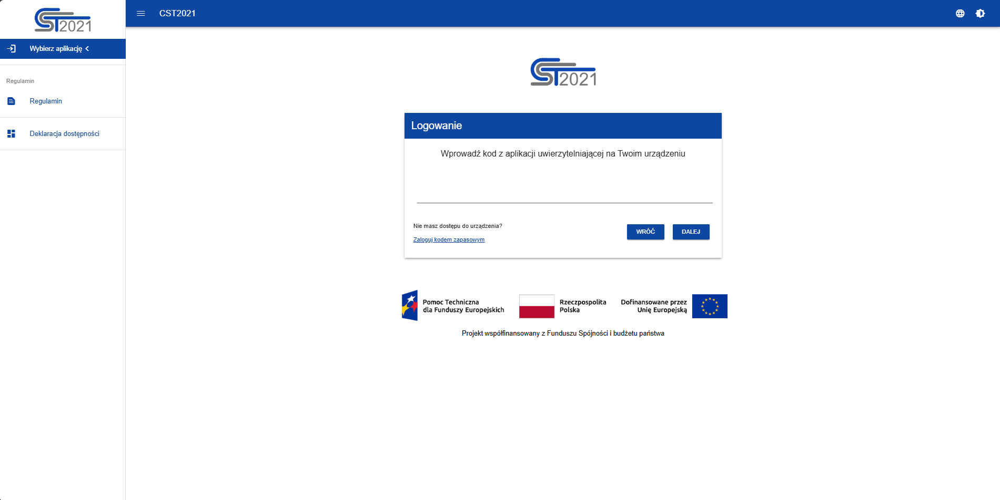 CST2021
Wybierz aplikację
Regulamin
Regulamin
Deklaracja dostępności
CST2021
CST2021
Logowanie
Wprowadź kod z aplikacji uwierzytelniającej na Twoim urządzeniu
Nie masz dostępu do urządzenia?
Zaloguj kodem zapasowym
WRÓĆ
DALEJ
Pomoc Techniczna
dla Funduszy Europejskich
Rzeczpospolita
Polska
Dofinansowane przez
Unię Europejską
Projekt współfinansowany z Funduszu Spójności i budżetu państwa